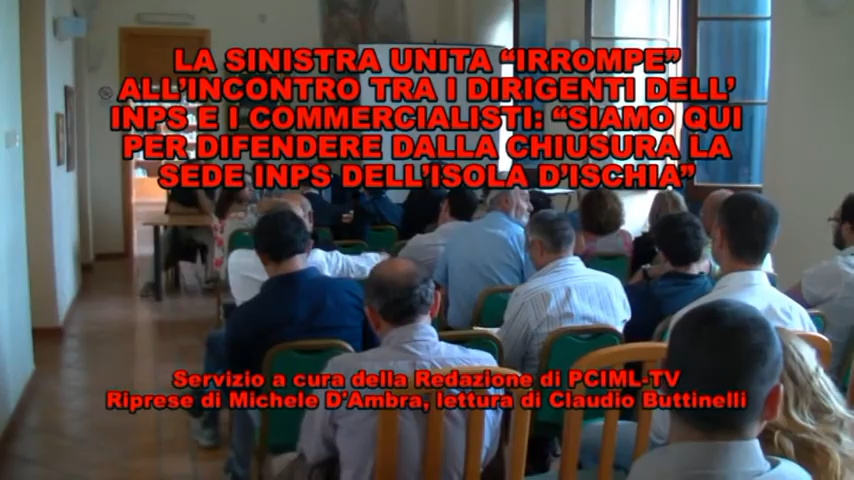 LA SINISTRA UNITA “IRROMPE”
ALL’INCONTRO TRA I DIRIGENTI DELL’
INPS E I COMMERCIALISTI: “SIAMO QUI
PER DIFENDERE DALLA CHIUSURA LA
SEDE INPS DELL’ISOLA D’ISCHIA”
Servizio a cura della Redazione di PCIML-TV
Riprese di Michele D'Ambra, lettura di Claudio Buttinelli